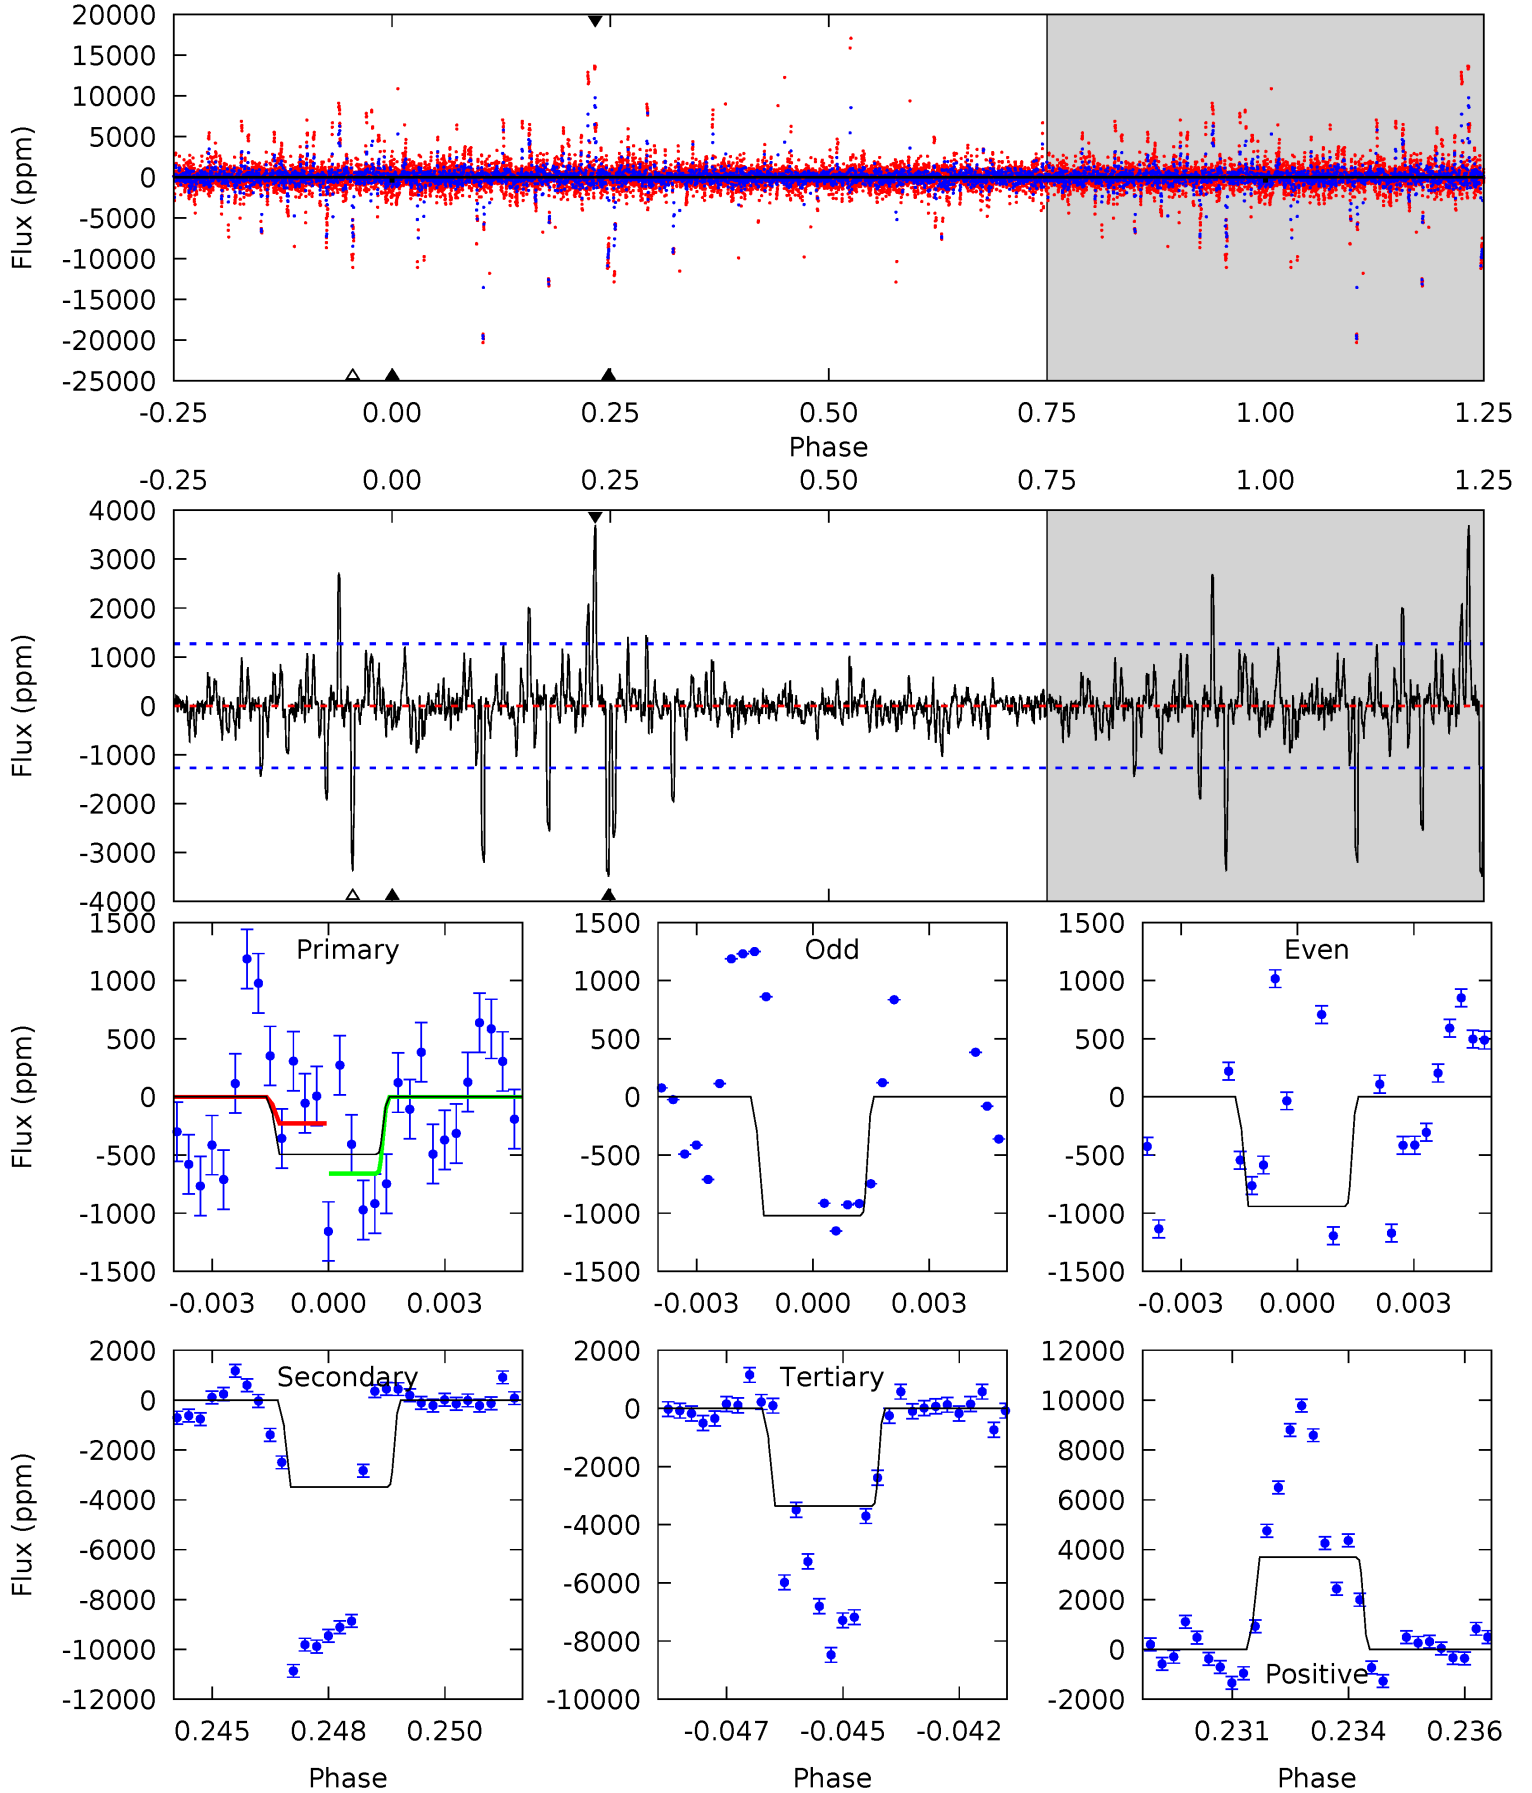 20000
15000
10000
5000
0
-5000
-10000
-15000
-20000
-25000
Flux (ppm)
-0.25 0.00 0.25 0.50 0.75 1.00 1.25
Phase
-0.25 0.00 0.25 0.50 0.75 1.00 1.25
4000
3000
2000
1000
0
-1000
-2000
-3000
-4000
Flux (ppm)
Primary
1500
1000
500
0
-500
-1000
-1500
Flux (ppm)
-0.003 0.000 0.003
Odd
1500
1000
500
0
-500
-1000
-1500
-0.003 0.000 0.003
Even
1500
1000
500
0
-500
-1000
-1500
-0.003 0.000 0.003
Secondary
2000
0
-2000
-4000
-6000
-8000
-10000
-12000
Flux (ppm)
0.245 0.248 0.250
Phase
Tertiary
2000
0
-2000
-4000
-6000
-8000
-10000
-0.047 -0.045 -0.042
Phase
Positive
12000
10000
8000
6000
4000
2000
0
-2000
0.231 0.234 0.236
Phase